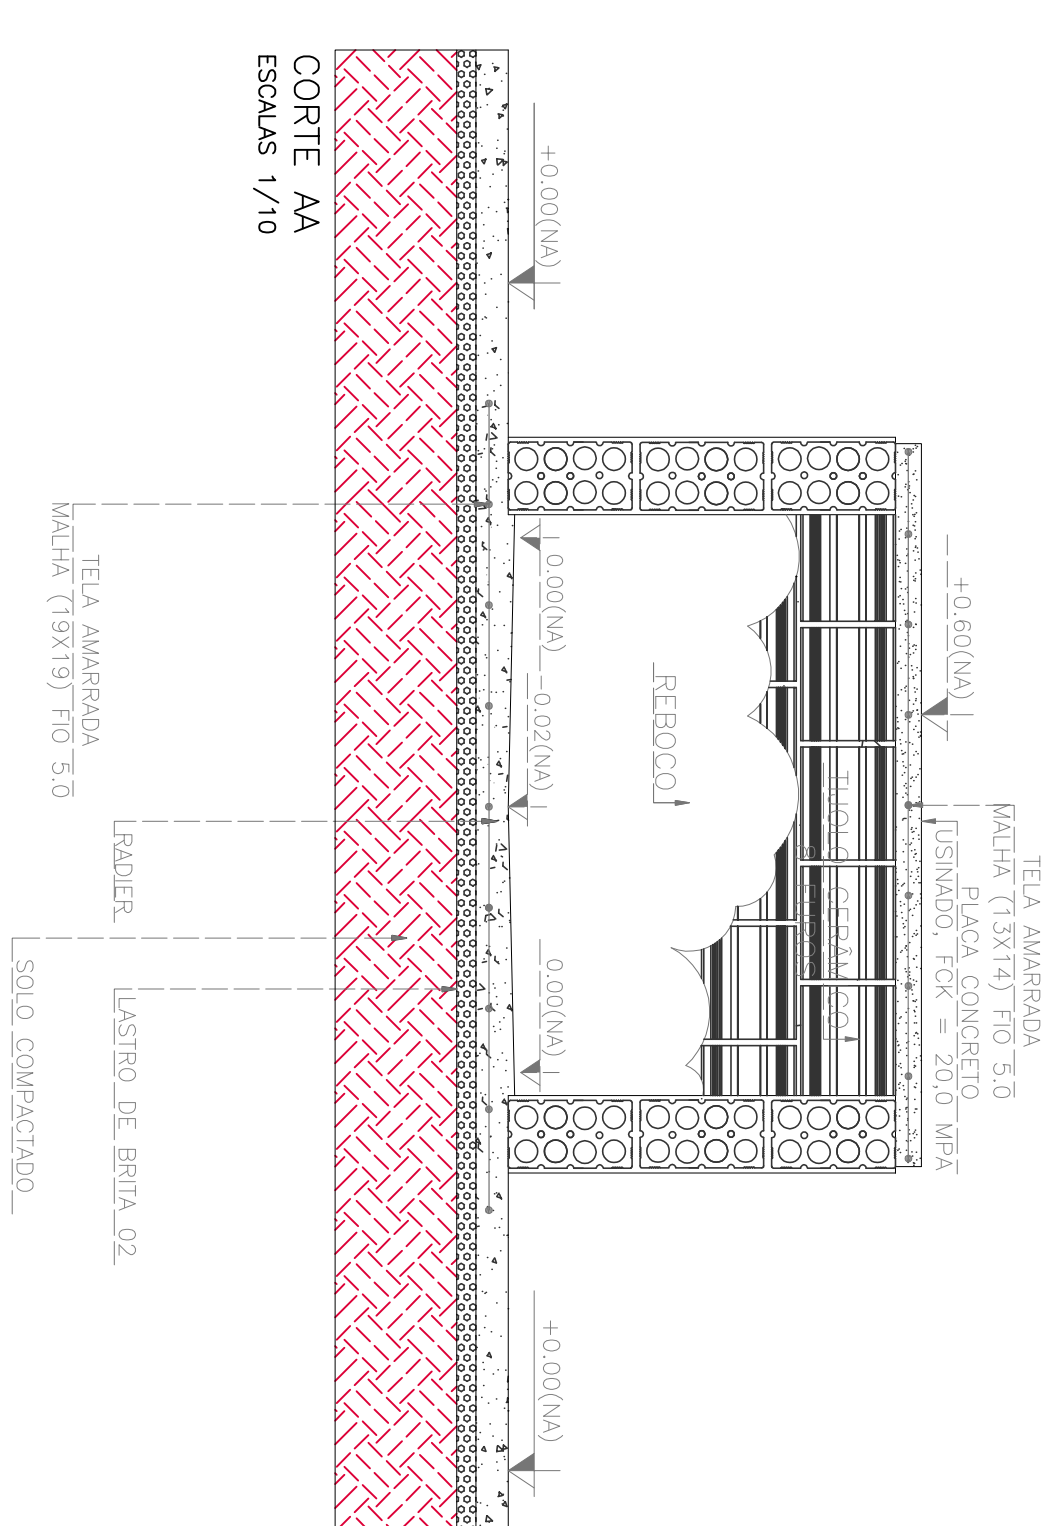 TELA AMARRADA
MALHA (13X14) FIO 5.0
PLACA CONCRETO
USINADO, FCK = 20,0 MPA
+0.60(NA)
TIJOLO CERÂMICO
8 FUROS
REBOCO
+0.00(NA)
0.00(NA)
-0.02(NA)
0.00(NA)
+0.00(NA)
CORTE AA
ESCALAS 1/10
TELA AMARRADA
MALHA (19X19) FIO 5.0
RADIER
LASTRO DE BRITA 02
SOLO COMPACTADO